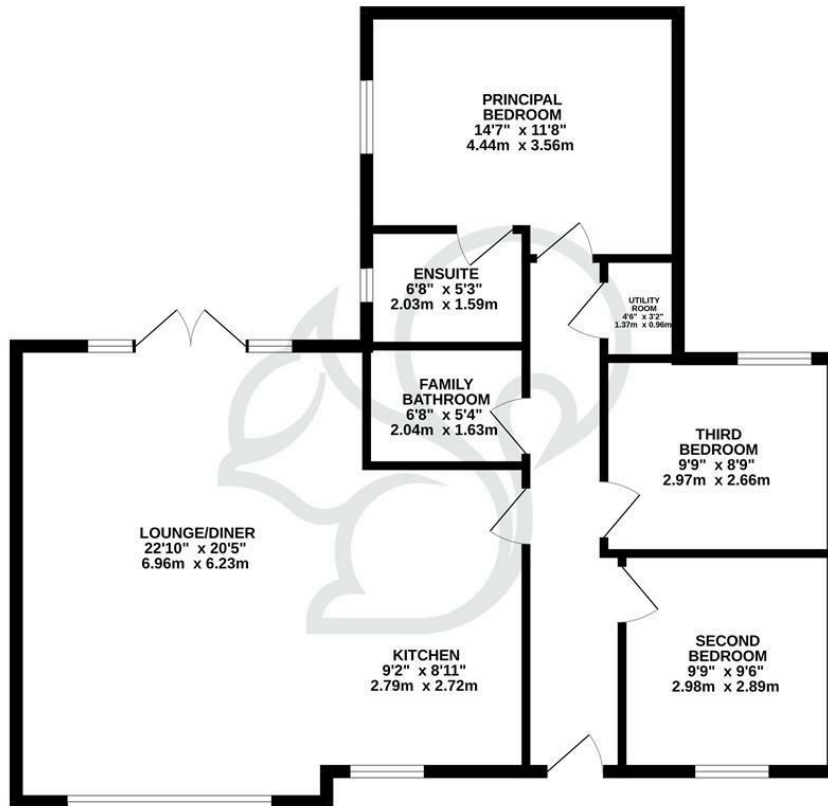 PRINCIPAL
BEDROOM
14'7" x 11'8"
4.44m x 3.56m
ENSUITE
6'8" x 5'3"
2.03m x 1.59m
UTILITY
ROOM
4'6" x 3'2"
1.37m x 0.96m
FAMILY
BATHROOM
6'8" x 5'4"
2.04m x 1.63m
THIRD
BEDROOM
9'9" x 8'9"
2.97m x 2.66m
LOUNGE/DINER
22'10" x 20'5"
6.96m x 6.23m
KITCHEN
9'2" x 8'11"
2.79m x 2.72m
SECOND
BEDROOM
9'9" x 9'6"
2.98m x 2.89m